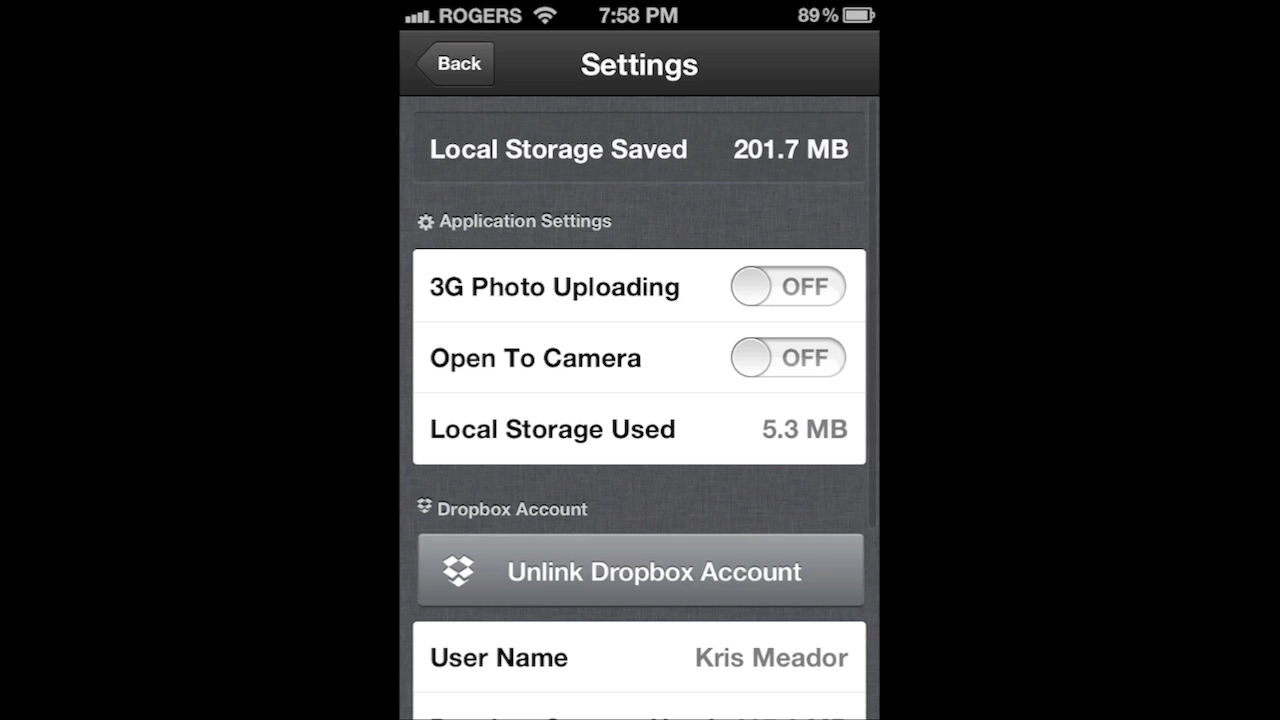 ROGERS 7:58 PM 89%
Back Settings
Local Storage Saved 201.7 MB
Application Settings
3G Photo Uploading OFF
Open To Camera OFF
Local Storage Used 5.3 MB
Dropbox Account
Unlink Dropbox Account
User Name Kris Meador